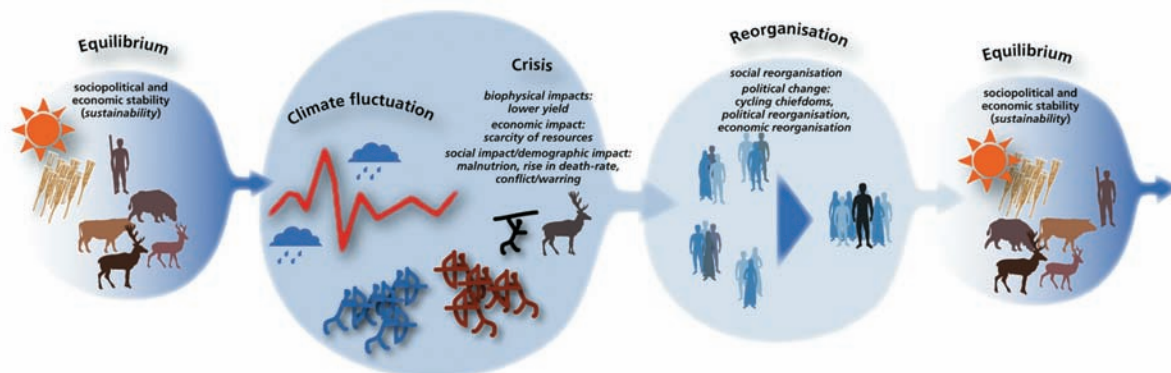 Equilibrium
sociopolitical and
economic stability
(sustainability)
Climate fluctuation
Crisis
biophysical impacts:
lower yield
economic impact:
scarcity of resources
social impact/demographic impact:
malnutrion, rise in death-rate,
conflict/warring
Reorganisation
social reorganisation
political change:
cycling chiefdoms,
political reorganisation,
economic reorganisation
Equilibrium
sociopolitical and
economic stability
(sustainability)